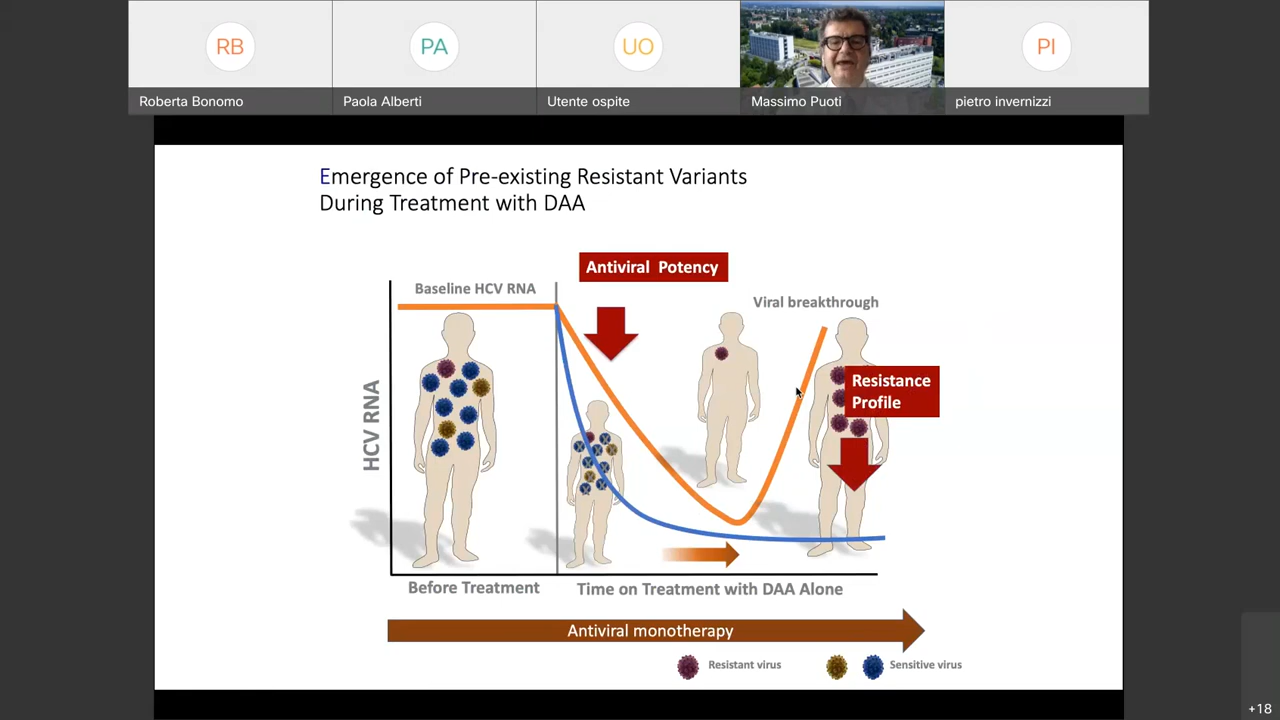 RB
PA
UO
PI
Roberta Bonomo
Paola Alberti
Utente ospite
Massimo Puoti
pietro invernizzi
Emergence of Pre-existing Resistant Variants
During Treatment with DAA
Antiviral Potency
Baseline HCV RNA
Viral breakthrough
Resistance
Profile
HCV RNA
Before Treatment
Time on Treatment with DAA Alone
Antiviral monotherapy
Resistant virus
Sensitive virus
+18